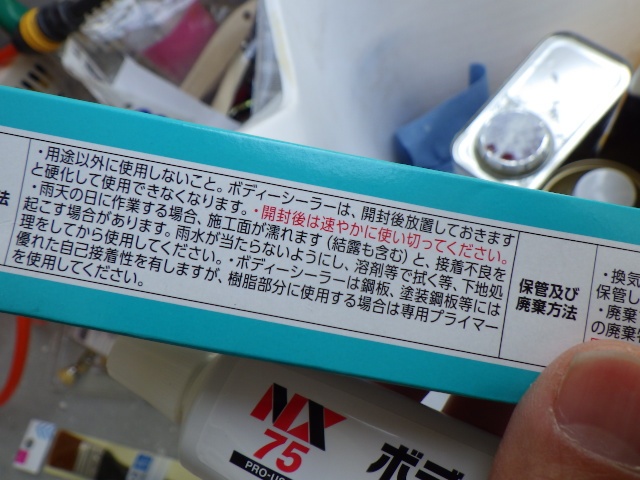 ・用途以外に使用しないこと。ボディーシーラーは、開封後放置しておきます
と硬化して使用できなくなります。・開封後は速やかに使い切ってください。
・雨天の日に作業する場合、施工面が濡れます(結露も含む)と、接着不良を
起こす場合があります。雨水が当たらないようにし、溶剤等で拭く等、下地処
理をしてから使用してください。・ボディーシーラーは鋼板、塗装鋼板等には
優れた自己接着性を有しますが、樹脂部分に使用する場合は専用プライマー
を使用してください。
法
保管及び
廃棄方法
・換気
保管し
・廃棄
の廃棄
NX
75
PRO-US
ボデ